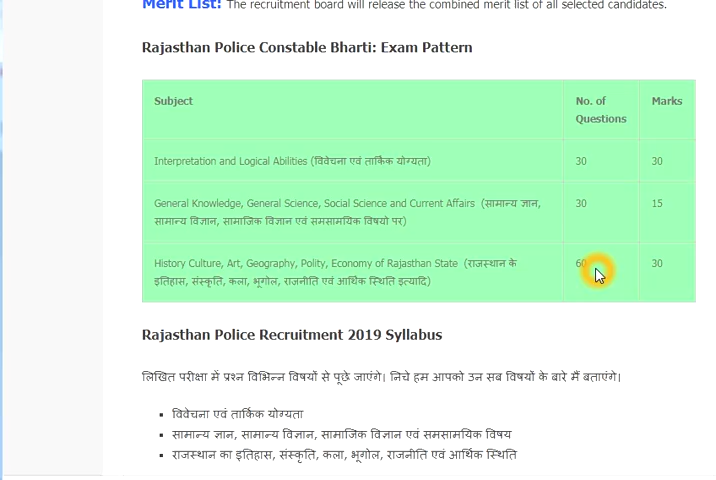 Merit List: The recruitment board will release the combined merit list of all selected candidates.
Rajasthan Police Constable Bharti: Exam Pattern
Subject No. of Questions Marks
Interpretation and Logical Abilities (विवेचना एवं तार्किक योग्यता) 30 30
General Knowledge, General Science, Social Science and Current Affairs (सामान्य ज्ञान, 30 15
सामान्य विज्ञान, सामाजिक विज्ञान एवं समसामयिक विषयो पर)
History Culture, Art, Geography, Polity, Economy of Rajasthan State (राजस्थान के 60 30
इतिहास, संस्कृति, कला, भूगोल, राजनीति एवं आर्थिक स्थिति इत्यादि)
Rajasthan Police Recruitment 2019 Syllabus
लिखित परीक्षा में प्रश्न विभिन्न विषयों से पूछे जाएंगे। निचे हम आपको उन सब विषयों के बारे मैं बताएंगे।
विवेचना एवं तार्किक योग्यता
सामान्य ज्ञान, सामान्य विज्ञान, सामाजिक विज्ञान एवं समसामयिक विषय
राजस्थान का इतिहास, संस्कृति, कला, भूगोल, राजनीति एवं आर्थिक स्थिति